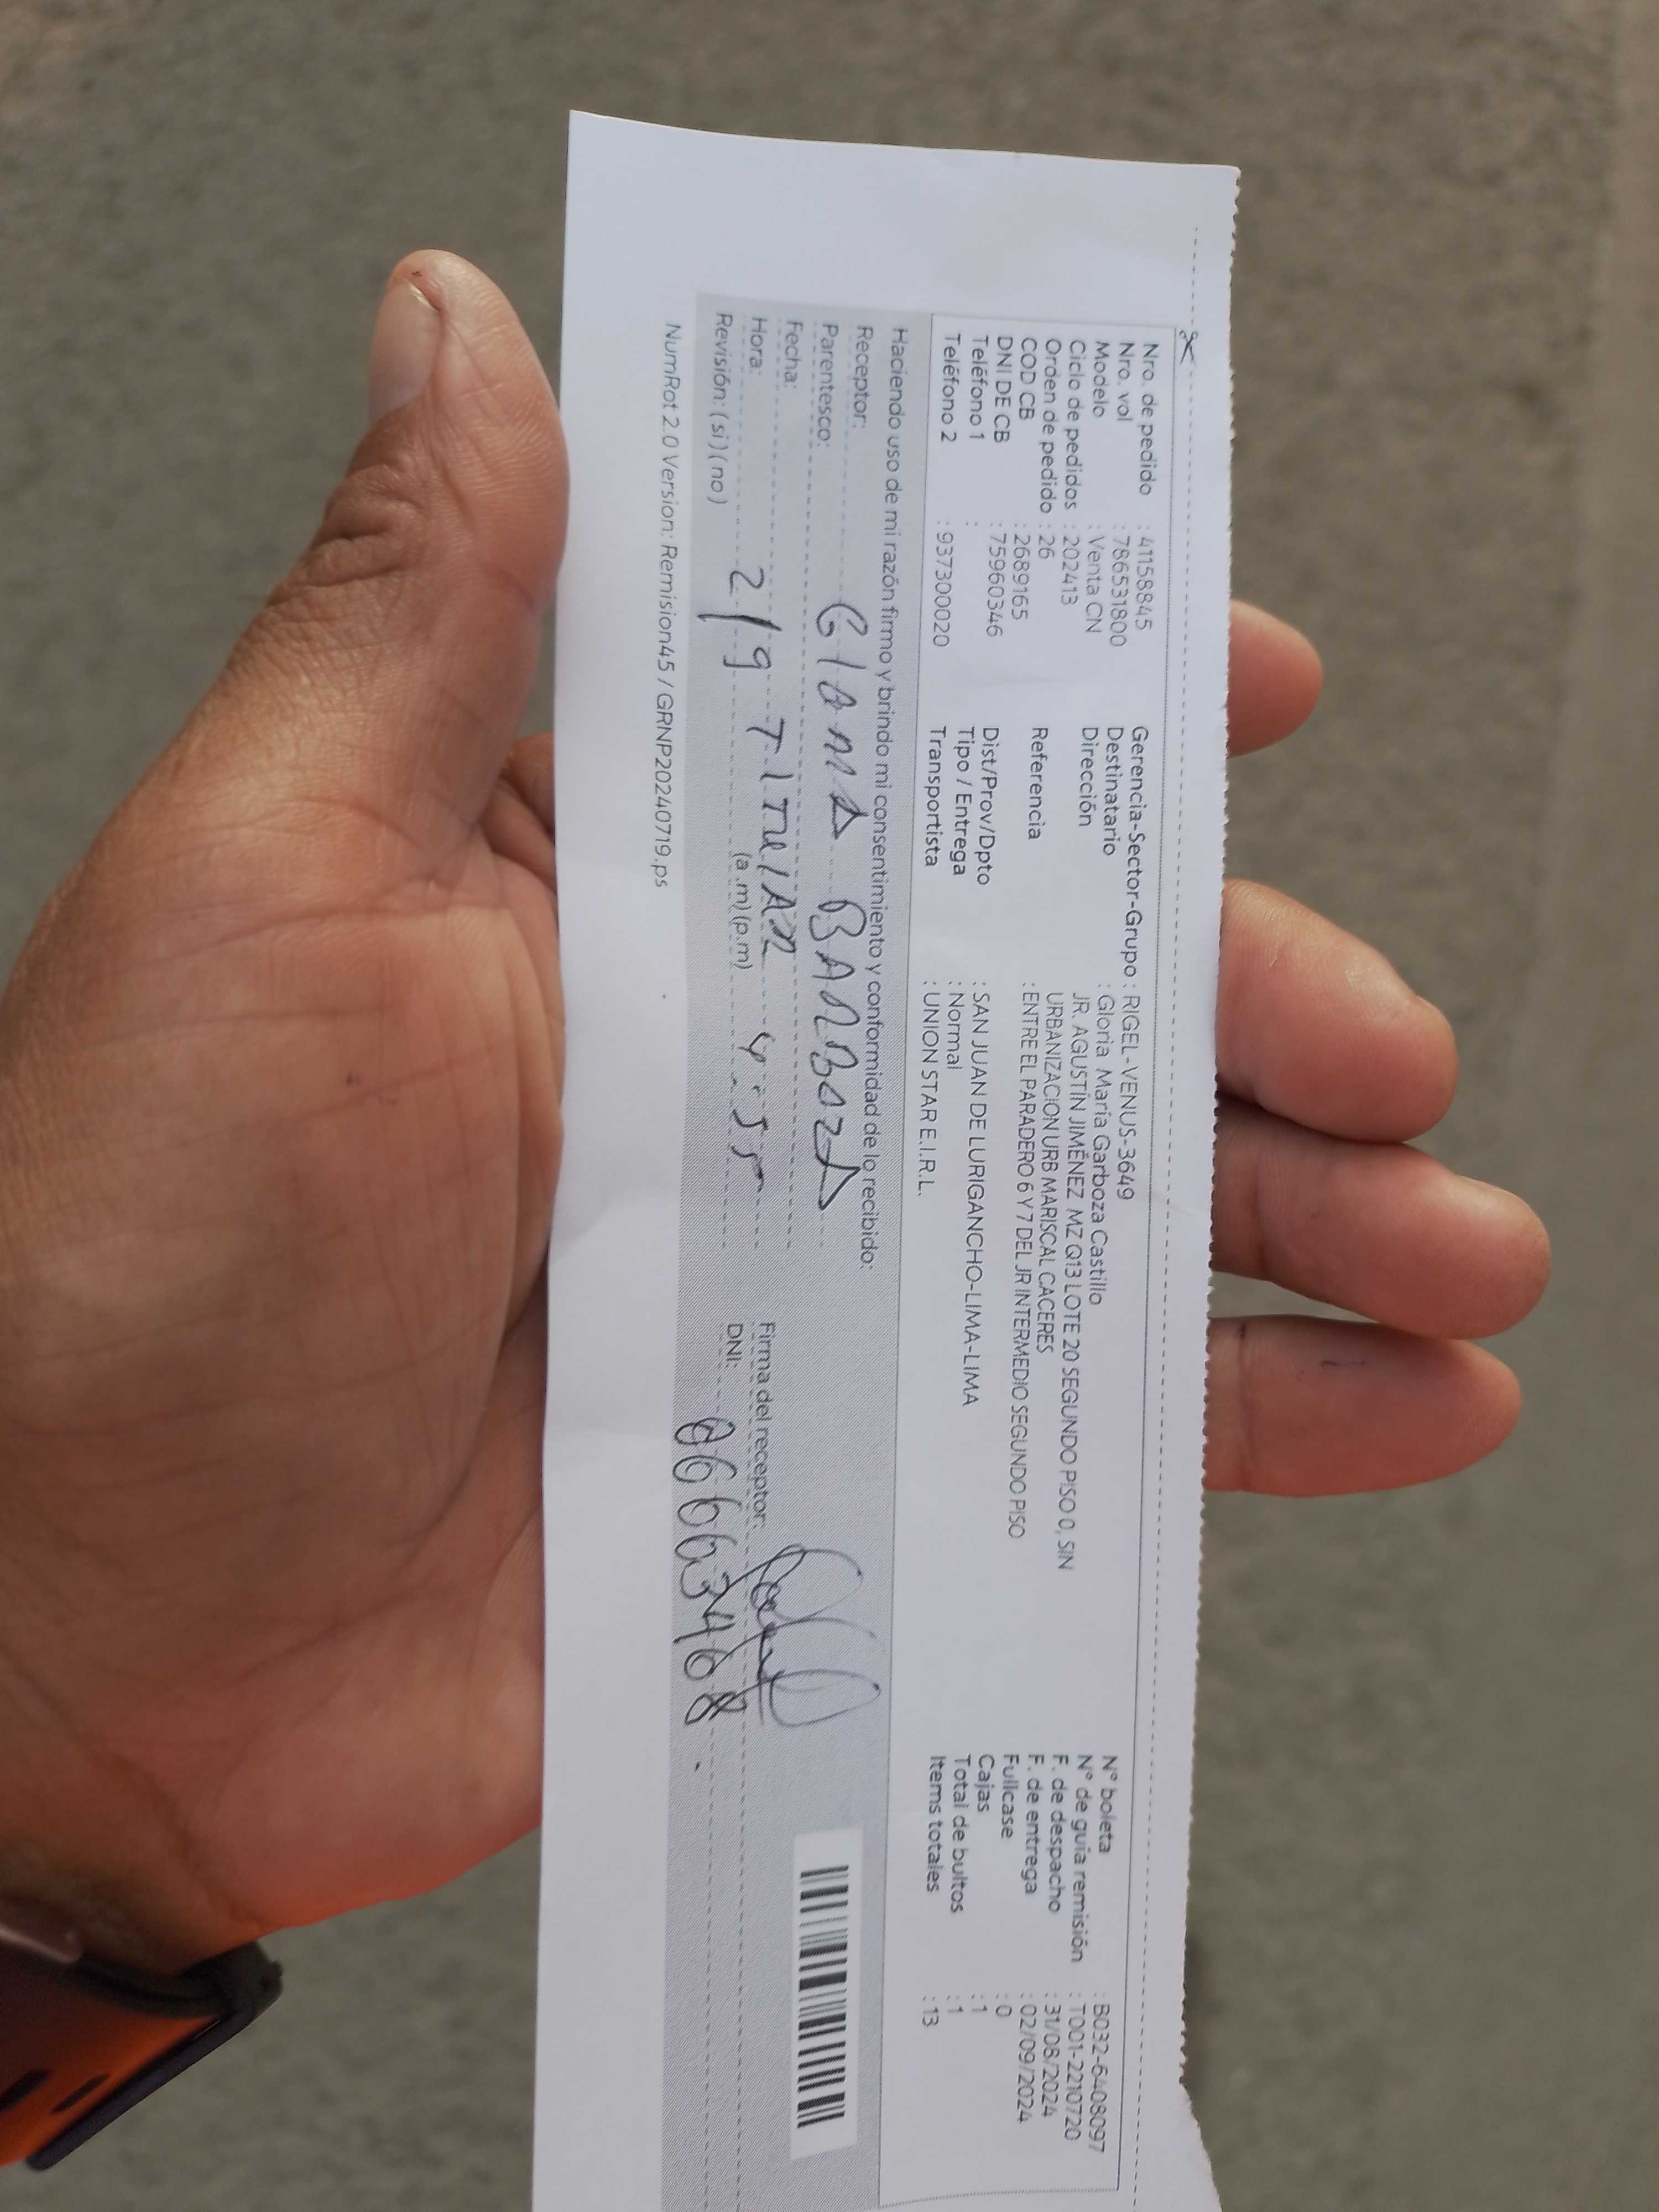 Nro. de pedido : 41158845
Nro. vol : 786531800
Modelo : Venta CN
Ciclo de pedidos : 202413
Orden de pedido : 26
COD CB : 2689165
DNI DE CB : 75960346
Teléfono 1 :
Teléfono 2 : 937300020
Gerencia-Sector-Grupo : RIGEL-VENUS-3649
Destinatario : Gloria María Garboza Castillo
Dirección JR. AGUSTÍN JIMÉNEZ MZ Q13 LOTE 20 SEGUNDO PISO 0, SIN
URBANIZACION URB MARISCAL CACERES
Referencia : ENTRE EL PARADERO 6 Y 7 DEL JR INTERMEDIO SEGUNDO PISO
Dist/Prov/Dpto : SAN JUAN DE LURIGANCHO-LIMA-LIMA
Tipo / Entrega : Normal
Transportista : UNION STAR E.I.R.L.
N° boleta : B032-6408097
N° de guía remisión : T001-2210720
F. de despacho : 31/08/2024
F. de entrega : 02/09/2024
Fullcase : 0
Cajas : 1
Total de bultos : 1
Items totales : 13
Haciendo uso de mi razón firmo y brindo mi consentimiento y conformidad de lo recibido:
Receptor:
Parentesco:
Fecha:
Hora: 4:55
Revisión: (si) (no) 2/9 (a.m) (p.m)
Firma del receptor:
DNI:
NumRot 2.0 Version: Remision45 / GRNP20240719.ps